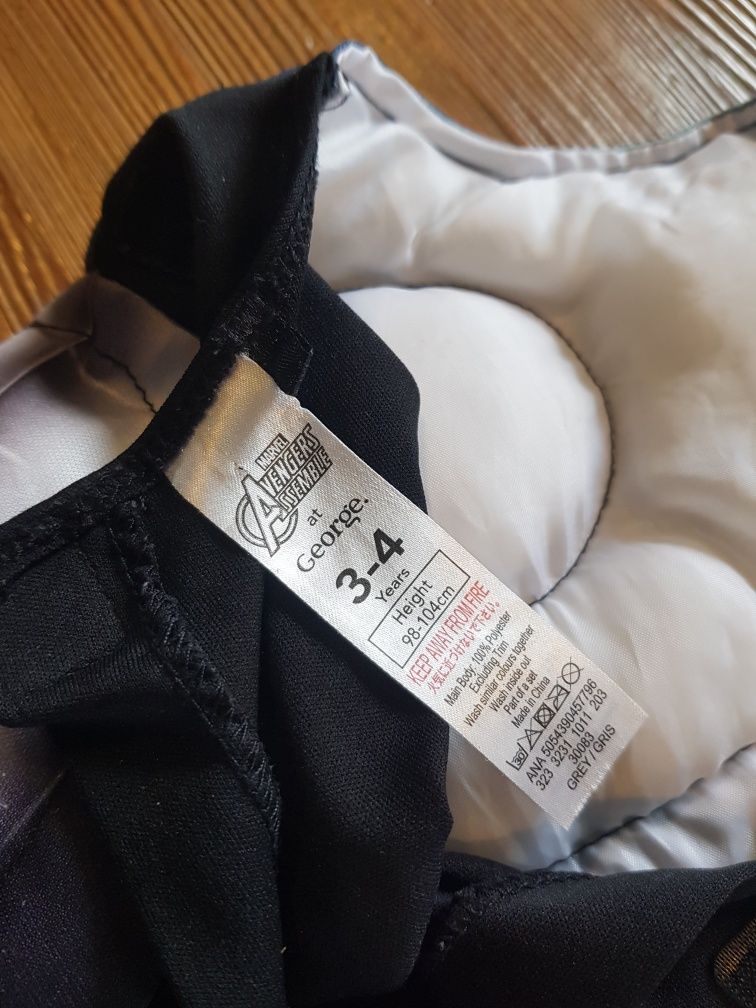 MARVEL
AVENGERS
ASSEMBLE
at
George.
3-4
Years
Height
98-104cm
KEEP AWAY FROM FIRE
火気に近づけないで下さい。
Main Body: 100% Polyester
Excluding Trim
Wash similar colours together
Wash inside out
Part of a set
Made in China
30
ANA 5054390457796
323 3231 1011 203
30083
GREY / GRIS